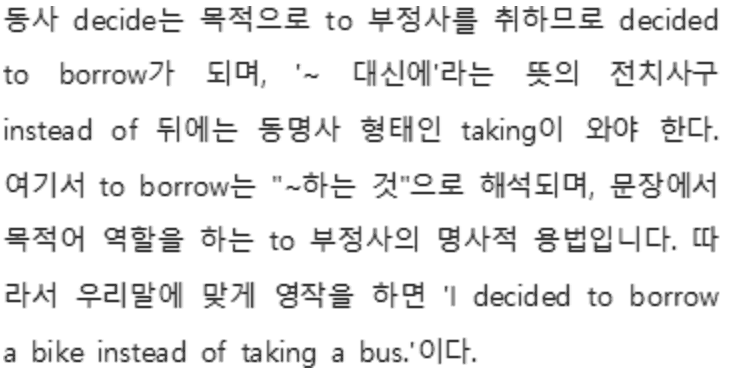 동사 decide는 목적으로 to 부정사를 취하므로 decided
to borrow가 되며, '~ 대신에'라는 뜻의 전치사구
instead of 뒤에는 동명사 형태인 taking이 와야 한다.
여기서 to borrow는 "~하는 것"으로 해석되며, 문장에서
목적어 역할을 하는 to 부정사의 명사적 용법입니다. 따
라서 우리말에 맞게 영작을 하면 'I decided to borrow
a bike instead of taking a bus.'이다.